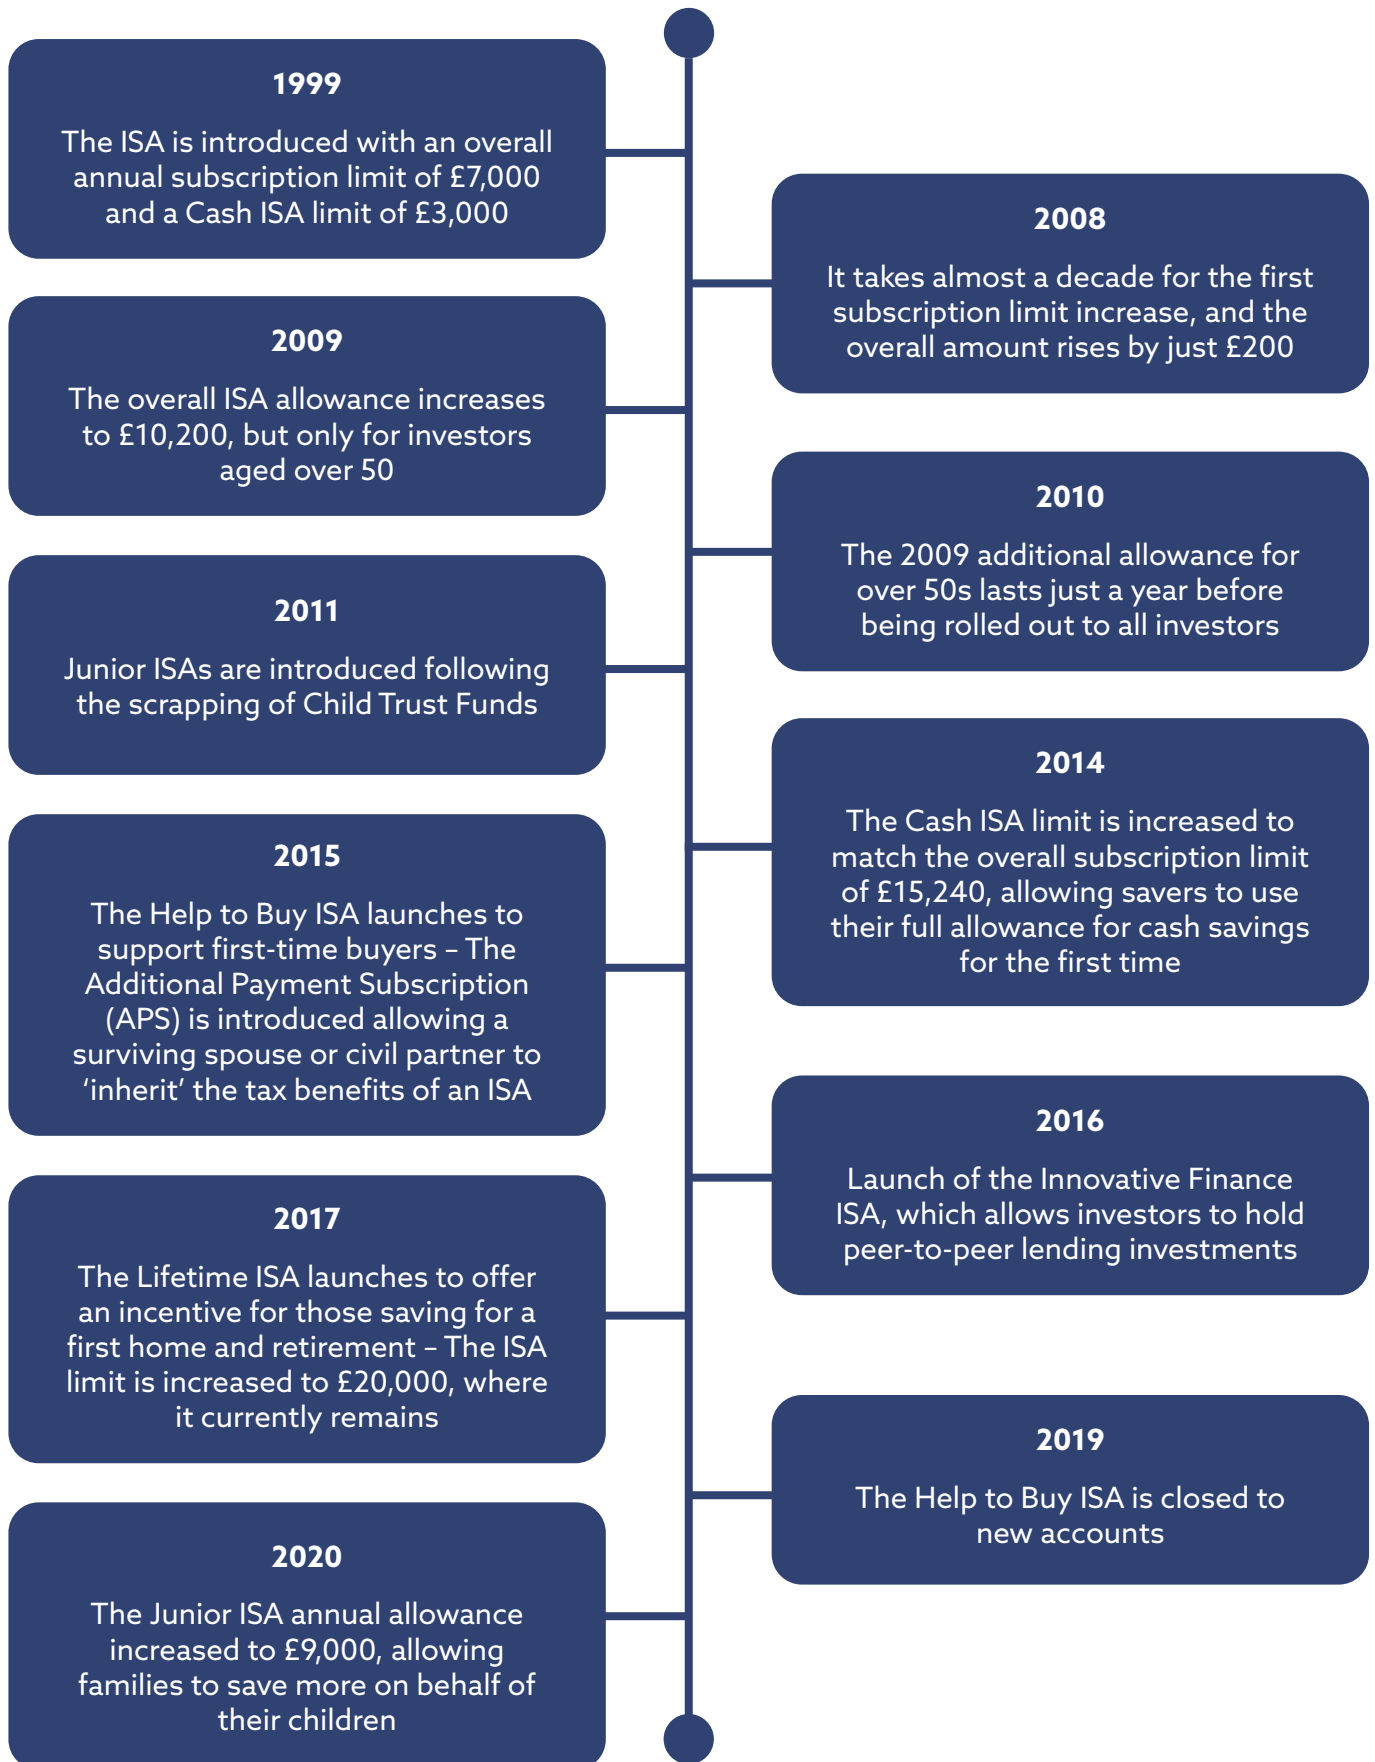 1999
The ISA is introduced with an overall
annual subscription limit of £7,000
and a Cash ISA limit of £3,000
2008
It takes almost a decade for the first
subscription limit increase, and the
overall amount rises by just £200
2009
The overall ISA allowance increases
to £10,200, but only for investors
aged over 50
2010
The 2009 additional allowance for
over 50s lasts just a year before
being rolled out to all investors
2011
Junior ISAs are introduced following
the scrapping of Child Trust Funds
2014
The Cash ISA limit is increased to
match the overall subscription limit
of £15,240, allowing savers to use
their full allowance for cash savings
for the first time
2015
The Help to Buy ISA launches to
support first-time buyers – The
Additional Payment Subscription
(APS) is introduced allowing a
surviving spouse or civil partner to
‘inherit’ the tax benefits of an ISA
2016
Launch of the Innovative Finance
ISA, which allows investors to hold
peer-to-peer lending investments
2017
The Lifetime ISA launches to offer
an incentive for those saving for a
first home and retirement – The ISA
limit is increased to £20,000, where
it currently remains
2019
The Help to Buy ISA is closed to
new accounts
2020
The Junior ISA annual allowance
increased to £9,000, allowing
families to save more on behalf of
their children